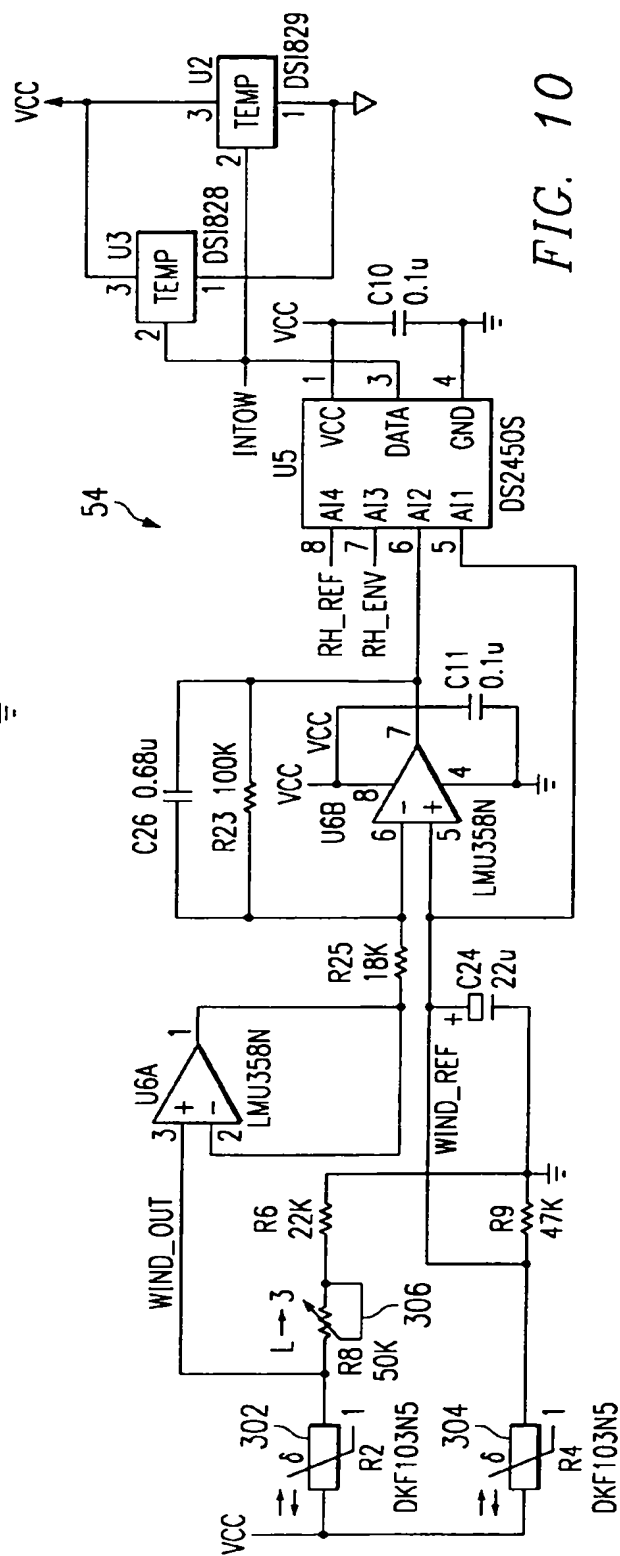 54
VCC
302
δ
1
R2
DKF103N5
WIND_OUT
L→3
R8
50K
306
R6
22K
304
δ
1
R4
DKF103N5
R9
47K
WIND_REF
+
C24
22u
U6A
3
+
2
−
1
LMU358N
R25
18K
C26 0.68u
R23 100K
VCC
VCC
U6B
8
6
−
5
+
7
4
LMU358N
C11
0.1u
RH_REF
RH_ENV
8
7
6
5
U5
AI4
AI3
AI2
AI1
VCC
DATA
GND
1
3
4
DS2450S
INTOW
VCC
C10
0.1u
VCC
U3
3
TEMP
2
1
DSI828
U2
3
TEMP
2
1
DSI829
FIG. 10